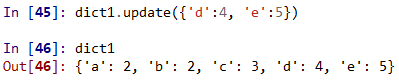 In [45]: dict1.update({'d':4, 'e':5})
In [46]: dict1
Out[46]: {'a': 2, 'b': 2, 'c': 3, 'd': 4, 'e': 5}